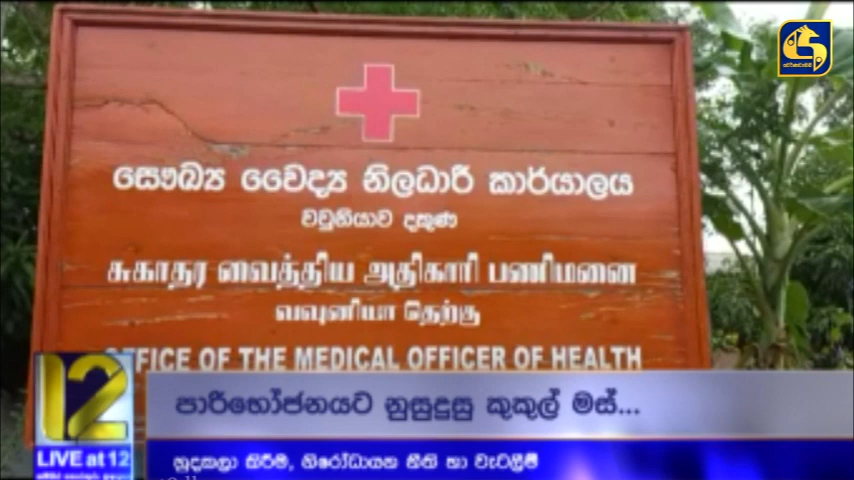 සෞඛ්‍ය වෛද්‍ය නිලධාරී කාර්යාලය
වවුනියාව දකුණ
சுகாதார வைத்திய அதிகாரி பணிமனை
வவுனியா தெற்கு
OFFICE OF THE MEDICAL OFFICER OF HEALTH
12
LIVE at 12
පාරිභෝජනයට නුසුදුසු කුකුල් මස්...
හුදකලා කිරීම්, නිරෝධායන නීති හා වැටලීම්